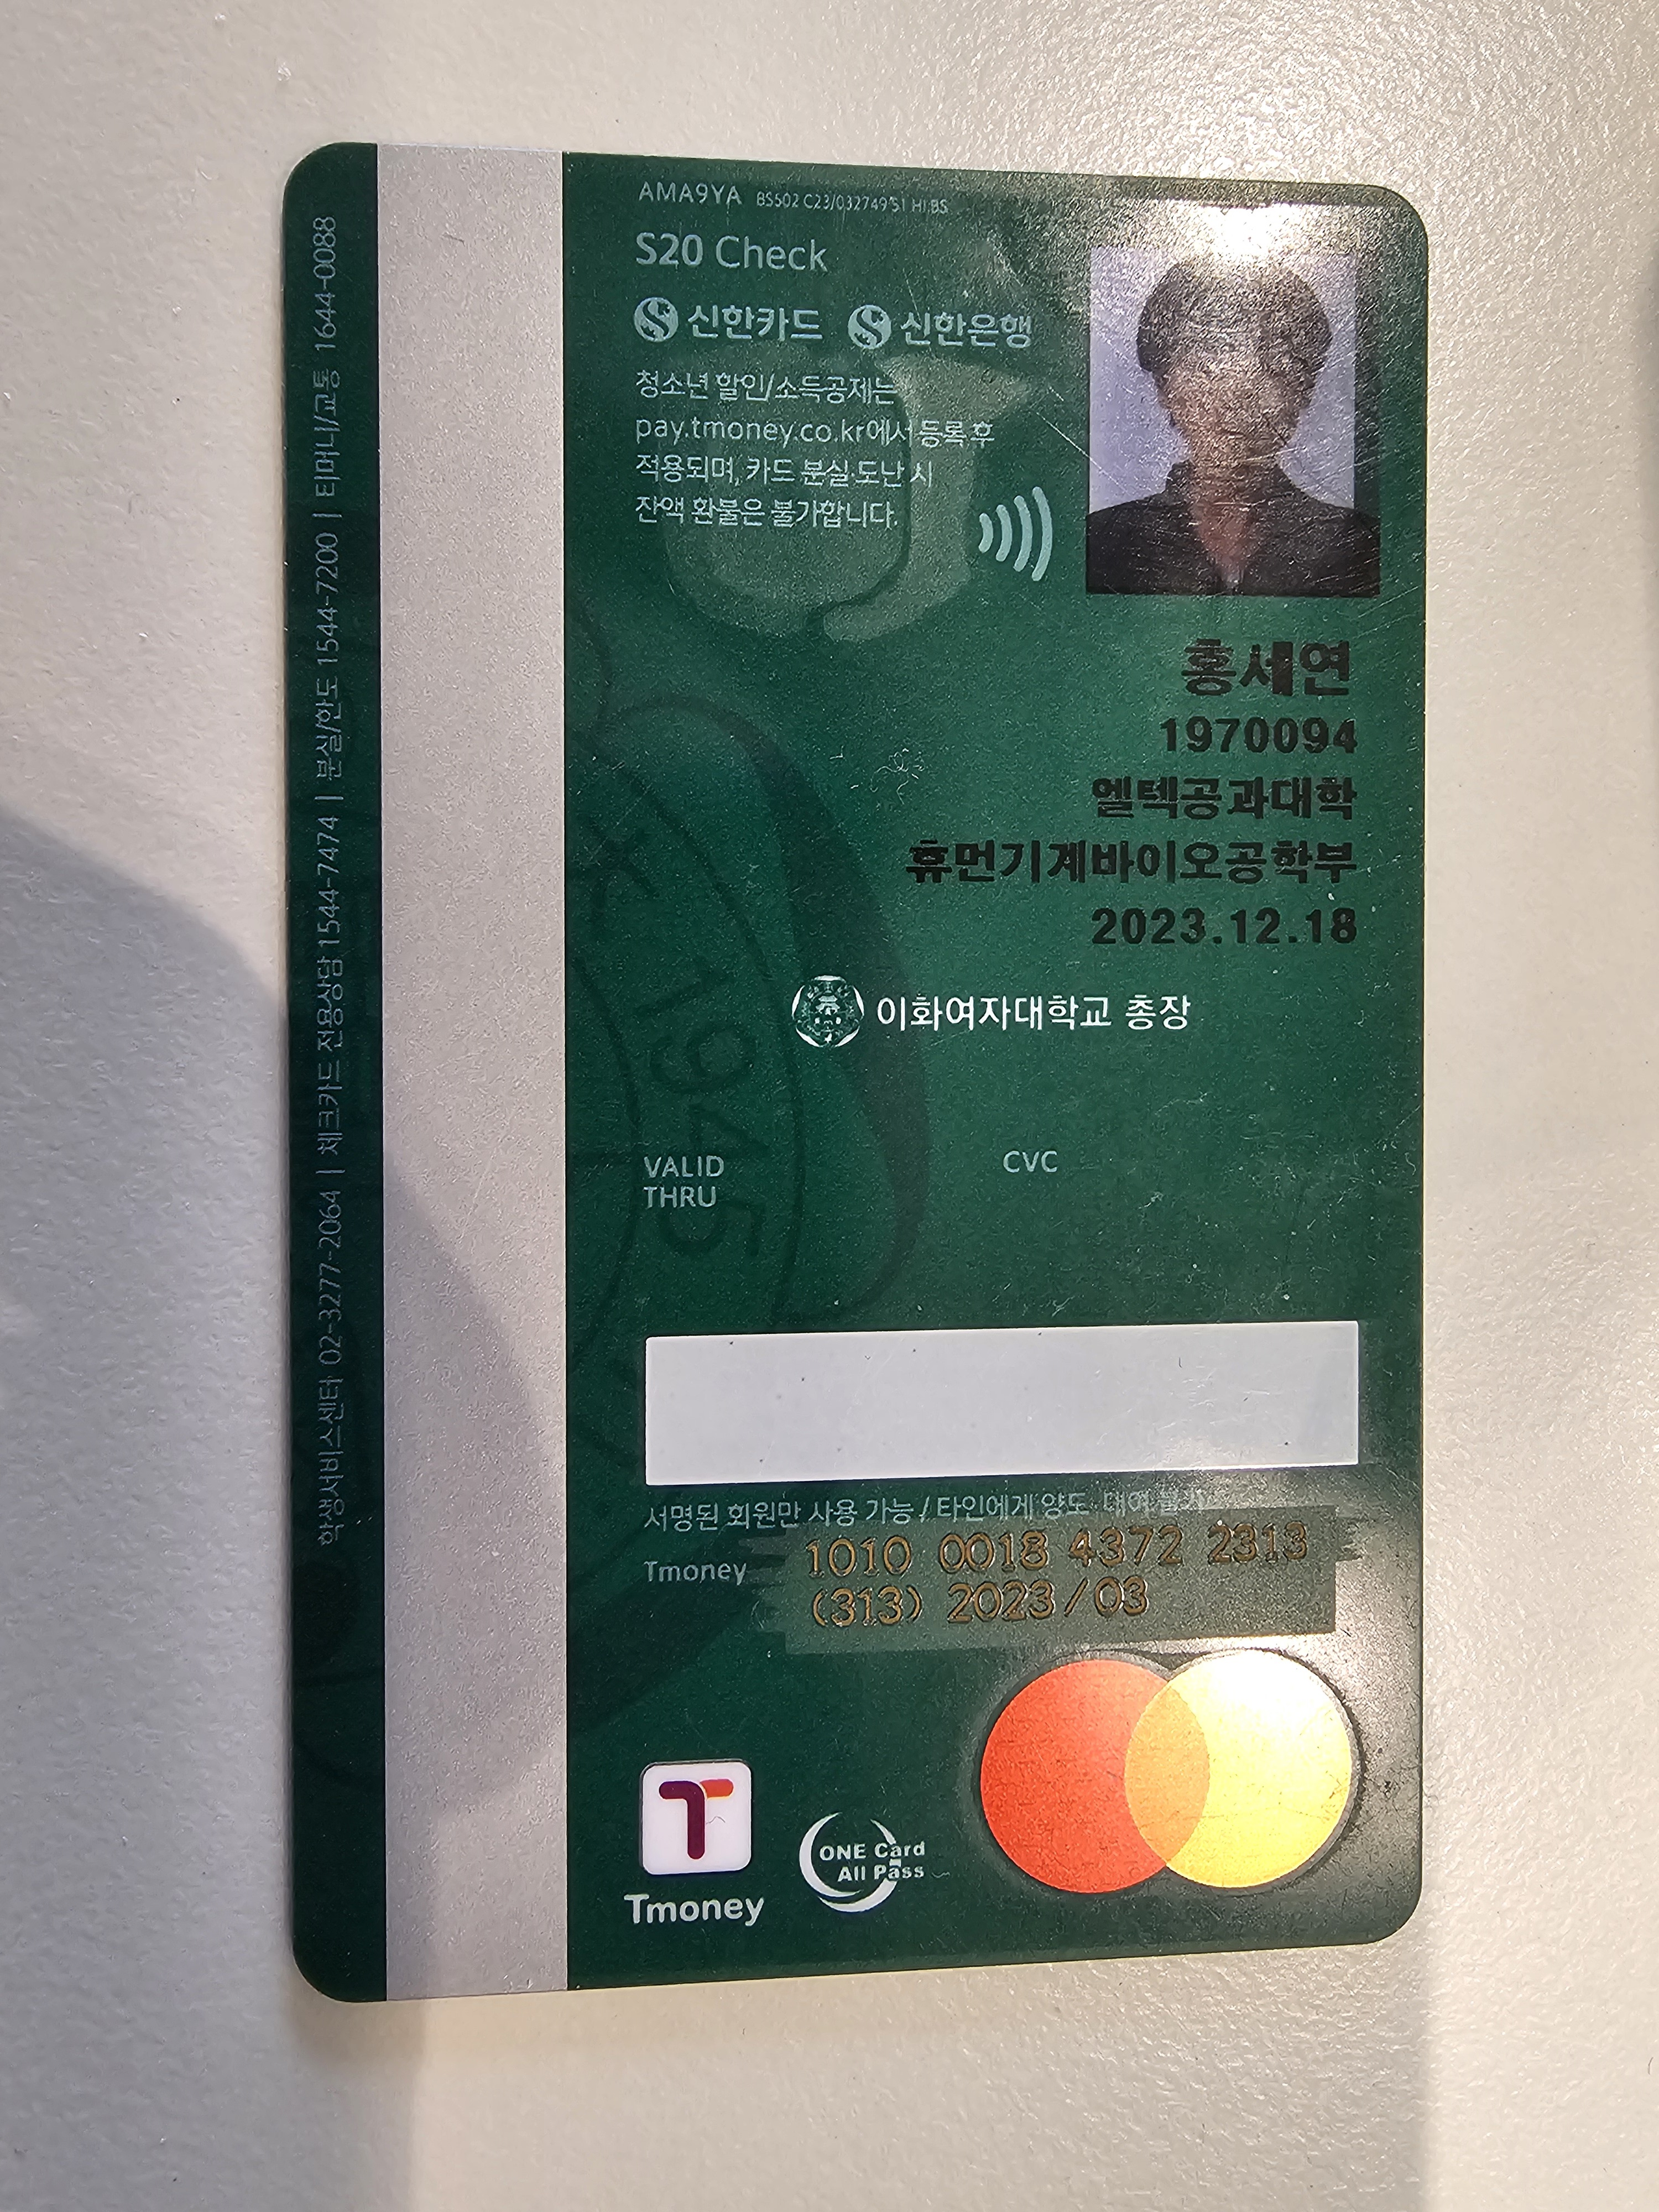 AMA9YA BS502 C23/03274951 HI BS
S20 Check
신한카드 신한은행
청소년 할인/소득공제는
pay.tmoney.co.kr에서 등록 후
적용되며, 카드 분실·도난 시
잔액 환불은 불가합니다.
홍세연
1970094
엘텍공과대학
휴먼기계바이오공학부
2023.12.18
이화여자대학교 총장
1945
VALID
THRU
CVC
서명된 회원만 사용 가능 / 타인에게 양도 대여 불가
Tmoney
1010 0018 4372 2313
(313) 2023/03
Tmoney
ONE Card
All Pass
학생서비스센터 02-3277-2064 | 체크카드 전용상담 1544-7474 | 분실/한도 1544-7200 | 티머니/교통 1644-0088